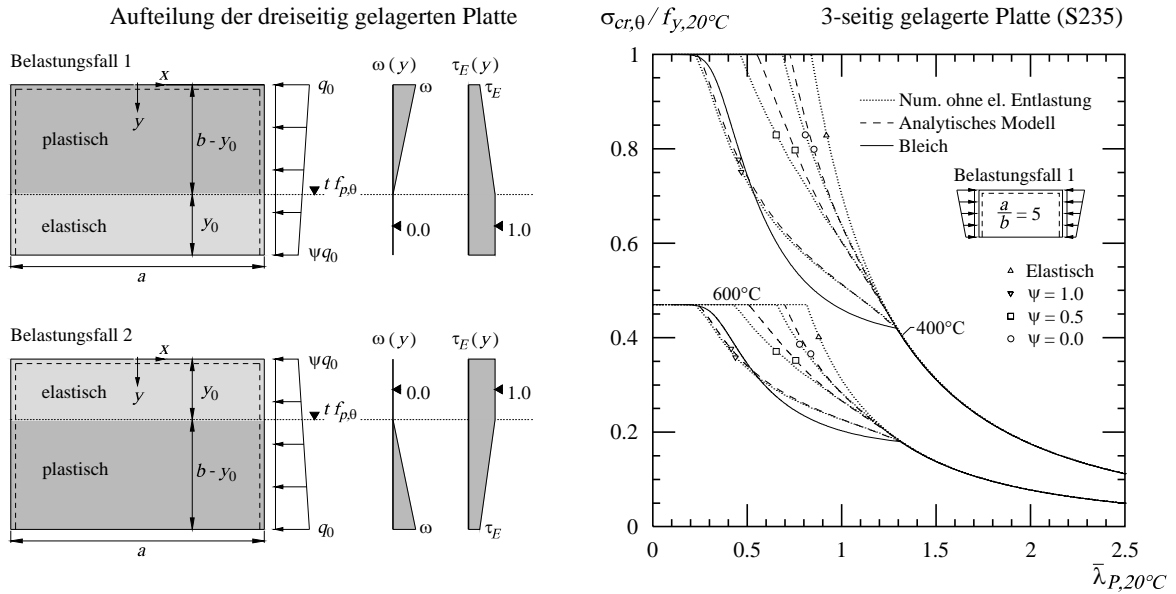 Aufteilung der dreiseitig gelagerten Platte
Belastungsfall 1
x
y
plastisch
b - y0
elastisch
y0
a
q0
t fp,θ
ψq0
ω(y)
ω
0.0
τE(y)
τE
1.0
Belastungsfall 2
x
y
elastisch
y0
plastisch
b - y0
a
ψq0
t fp,θ
q0
ω(y)
0.0
ω
τE(y)
1.0
τE
σcr,θ / fy,20°C
3-seitig gelagerte Platte (S235)
1
0.8
0.6
0.4
0.2
0
0
0.5
1
1.5
2
2.5
λ̄P,20°C
Num. ohne el. Entlastung
Analytisches Modell
Bleich
Belastungsfall 1
a/b = 5
Elastisch
ψ = 1.0
ψ = 0.5
ψ = 0.0
600°C
400°C